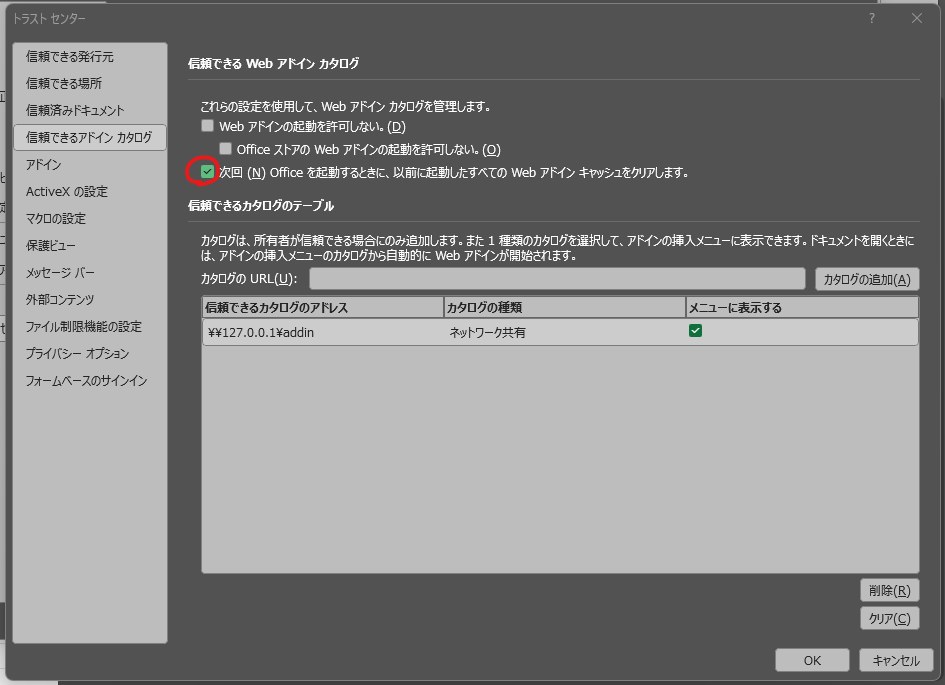 トラスト センター
?
信頼できる発行元
信頼できる場所
信頼済みドキュメント
信頼できるアドイン カタログ
アドイン
ActiveX の設定
マクロの設定
保護ビュー
メッセージ バー
外部コンテンツ
ファイル制限機能の設定
プライバシー オプション
フォームベースのサインイン
信頼できる Web アドイン カタログ
これらの設定を使用して、Web アドイン カタログを管理します。
Web アドインの起動を許可しない。(D)
Office ストアの Web アドインの起動を許可しない。(O)
次回 (N) Office を起動するときに、以前に起動したすべての Web アドイン キャッシュをクリアします。
信頼できるカタログのテーブル
カタログは、所有者が信頼できる場合にのみ追加します。また 1 種類のカタログを選択して、アドインの挿入メニューに表示できます。ドキュメントを開くときに
は、アドインの挿入メニューのカタログから自動的に Web アドインが開始されます。
カタログの URL(U):
カタログの追加(A)
信頼できるカタログのアドレス カタログの種類 メニューに表示する
¥¥127.0.0.1¥addin ネットワーク共有
削除(R)
クリア(C)
OK キャンセル